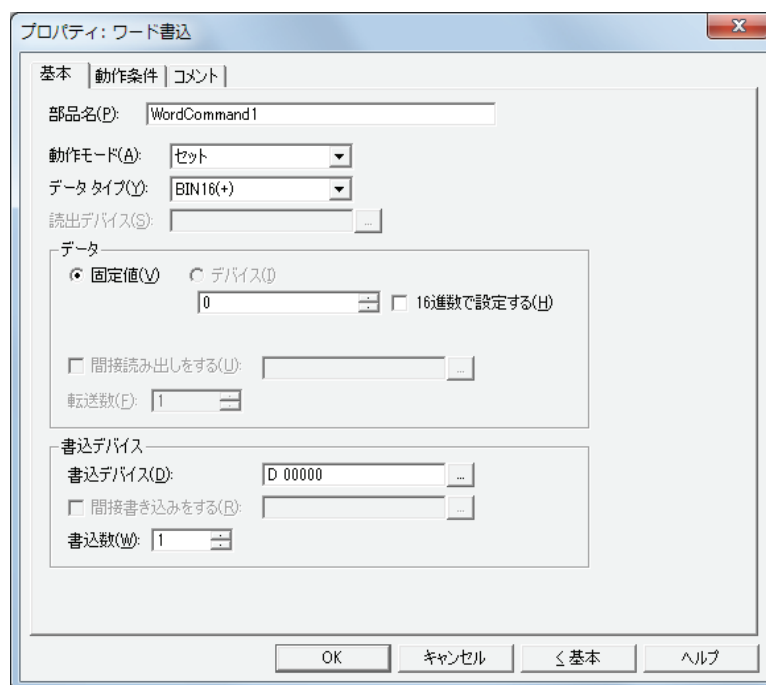 プロパティ: ワード書込
基本 動作条件 コメント
部品名(P): WordCommand1
動作モード(A): セット
データ タイプ(Y): BIN16(+)
読出デバイス(S): ...
データ
固定値(V) デバイス(I)
0 16進数で設定する(H)
間接読み出しをする(U): ...
転送数(F): 1
書込デバイス
書込デバイス(D): D 00000 ...
間接書き込みをする(R): ...
書込数(W): 1
OK キャンセル < 基本 ヘルプ